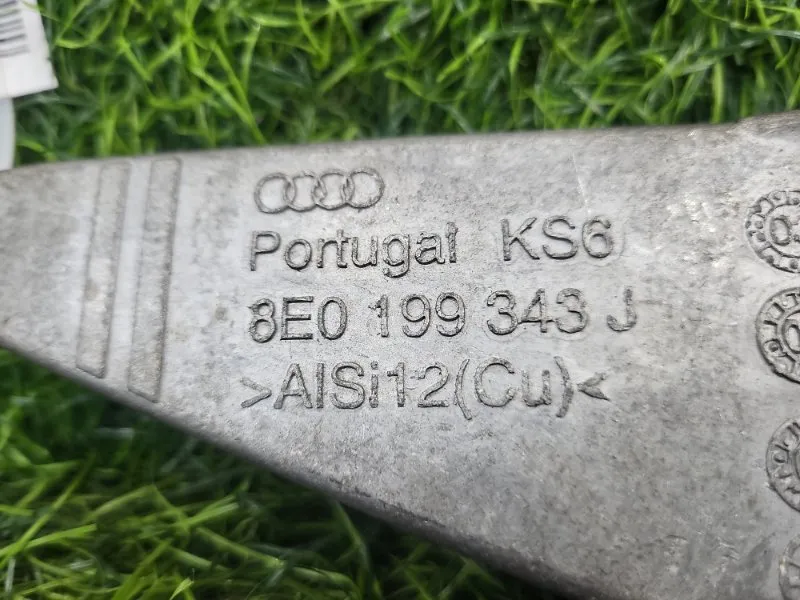 Portugal KS6
8E0 199 343 J
>AlSi12(Cu)<